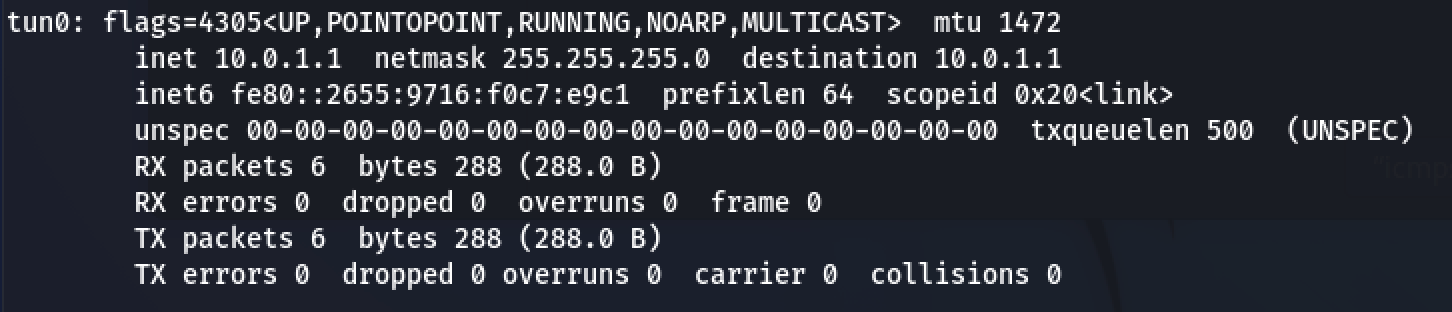 tun0: flags=4305<UP,POINTOPOINT,RUNNING,NOARP,MULTICAST>  mtu 1472
        inet 10.0.1.1  netmask 255.255.255.0  destination 10.0.1.1
        inet6 fe80::2655:9716:f0c7:e9c1  prefixlen 64  scopeid 0x20<link>
        unspec 00-00-00-00-00-00-00-00-00-00-00-00-00-00-00-00  txqueuelen 500  (UNSPEC)
        RX packets 6  bytes 288 (288.0 B)
        RX errors 0  dropped 0  overruns 0  frame 0
        TX packets 6  bytes 288 (288.0 B)
        TX errors 0  dropped 0 overruns 0  carrier 0  collisions 0